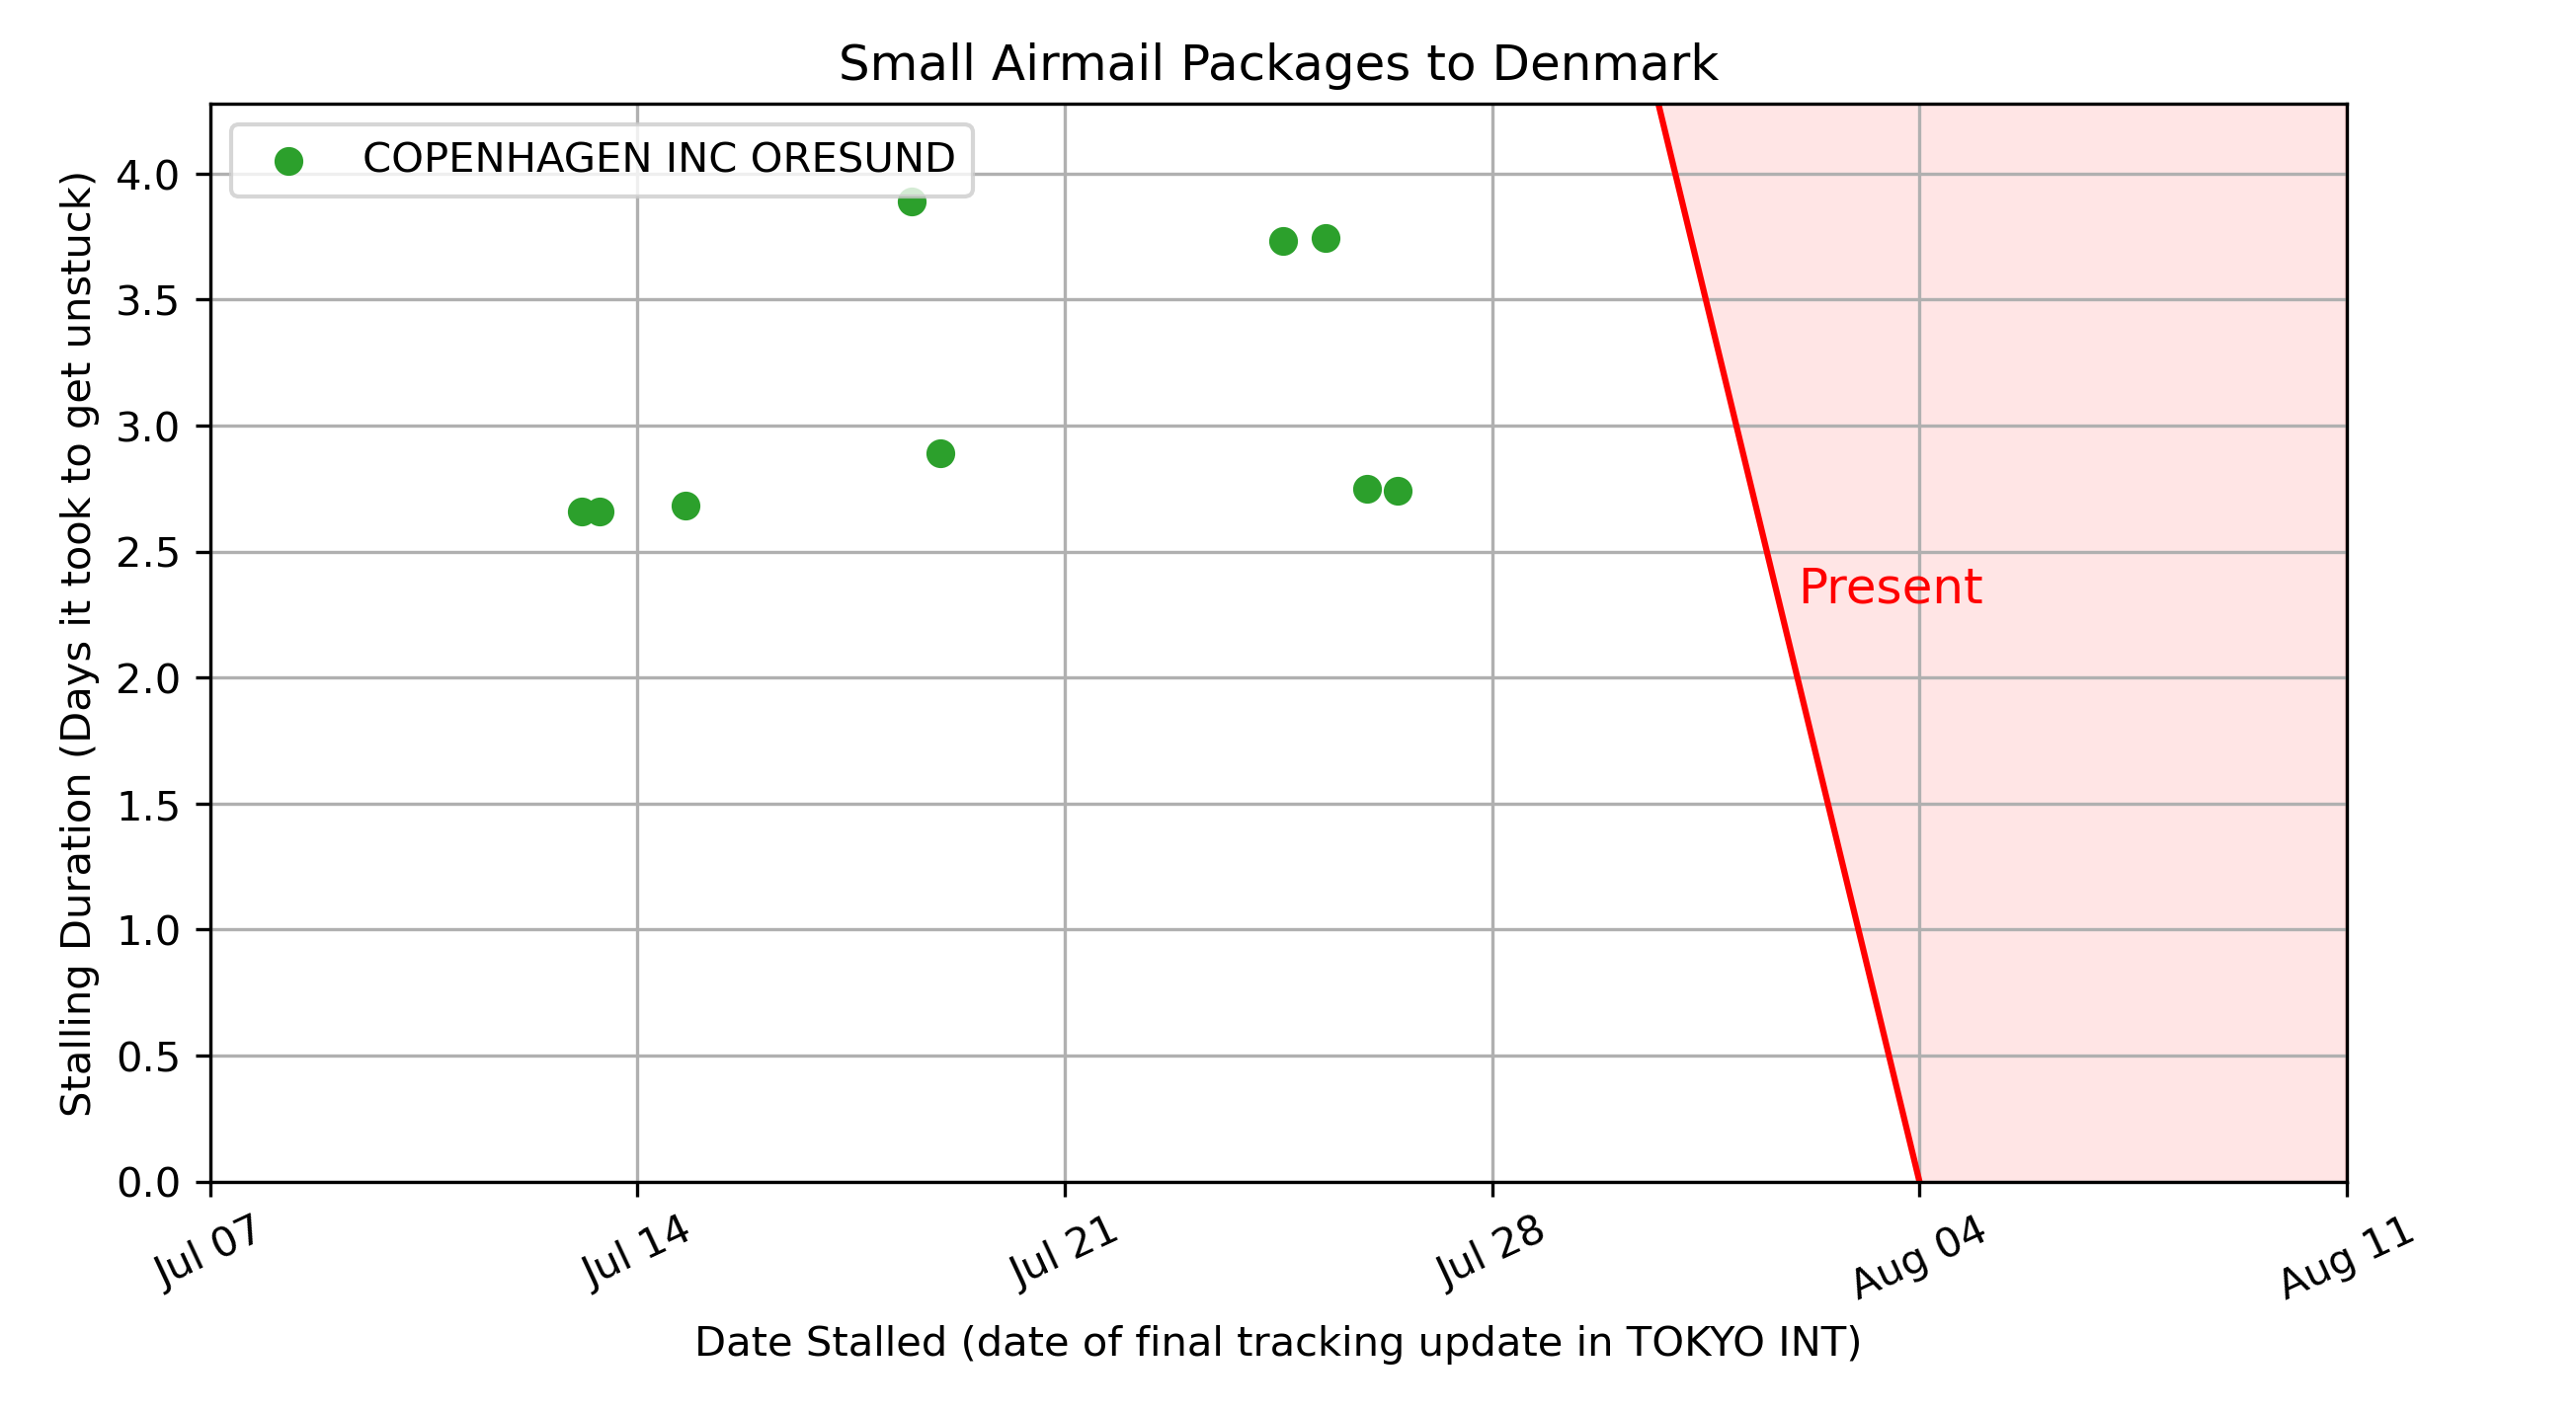 Small Airmail Packages to Denmark
COPENHAGEN INC ORESUND
Stalling Duration (Days it took to get unstuck)
4.0
3.5
3.0
2.5
2.0
1.5
1.0
0.5
0.0
Present
Jul 07
Jul 14
Jul 21
Jul 28
Aug 04
Aug 11
Date Stalled (date of final tracking update in TOKYO INT)